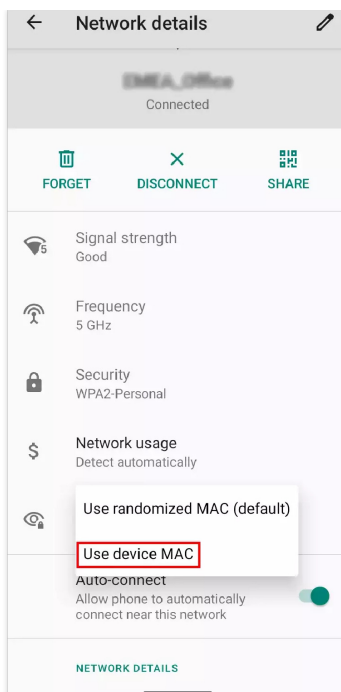 Network details
Connected
FORGET
DISCONNECT
SHARE
Signal strength
Good
Frequency
5 GHz
Security
WPA2-Personal
Network usage
Detect automatically
Use randomized MAC (default)
Use device MAC
Auto-connect
Allow phone to automatically
connect near this network
NETWORK DETAILS